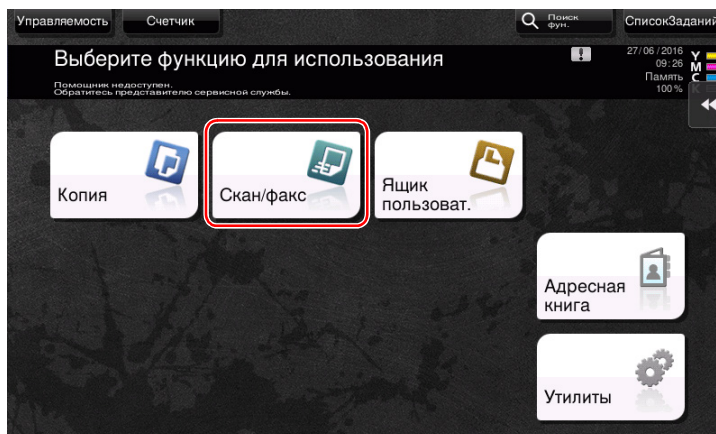 Управляемость
Счетчик
Поиск
фун.
СписокЗаданий
Выберите функцию для использования
Помощник недоступен.
Обратитесь представителю сервисной службы.
27/06/2016
09:26
Память
100%
Y
M
C
K
Копия
Скан/факс
Ящик
пользоват.
Адресная
книга
Утилиты